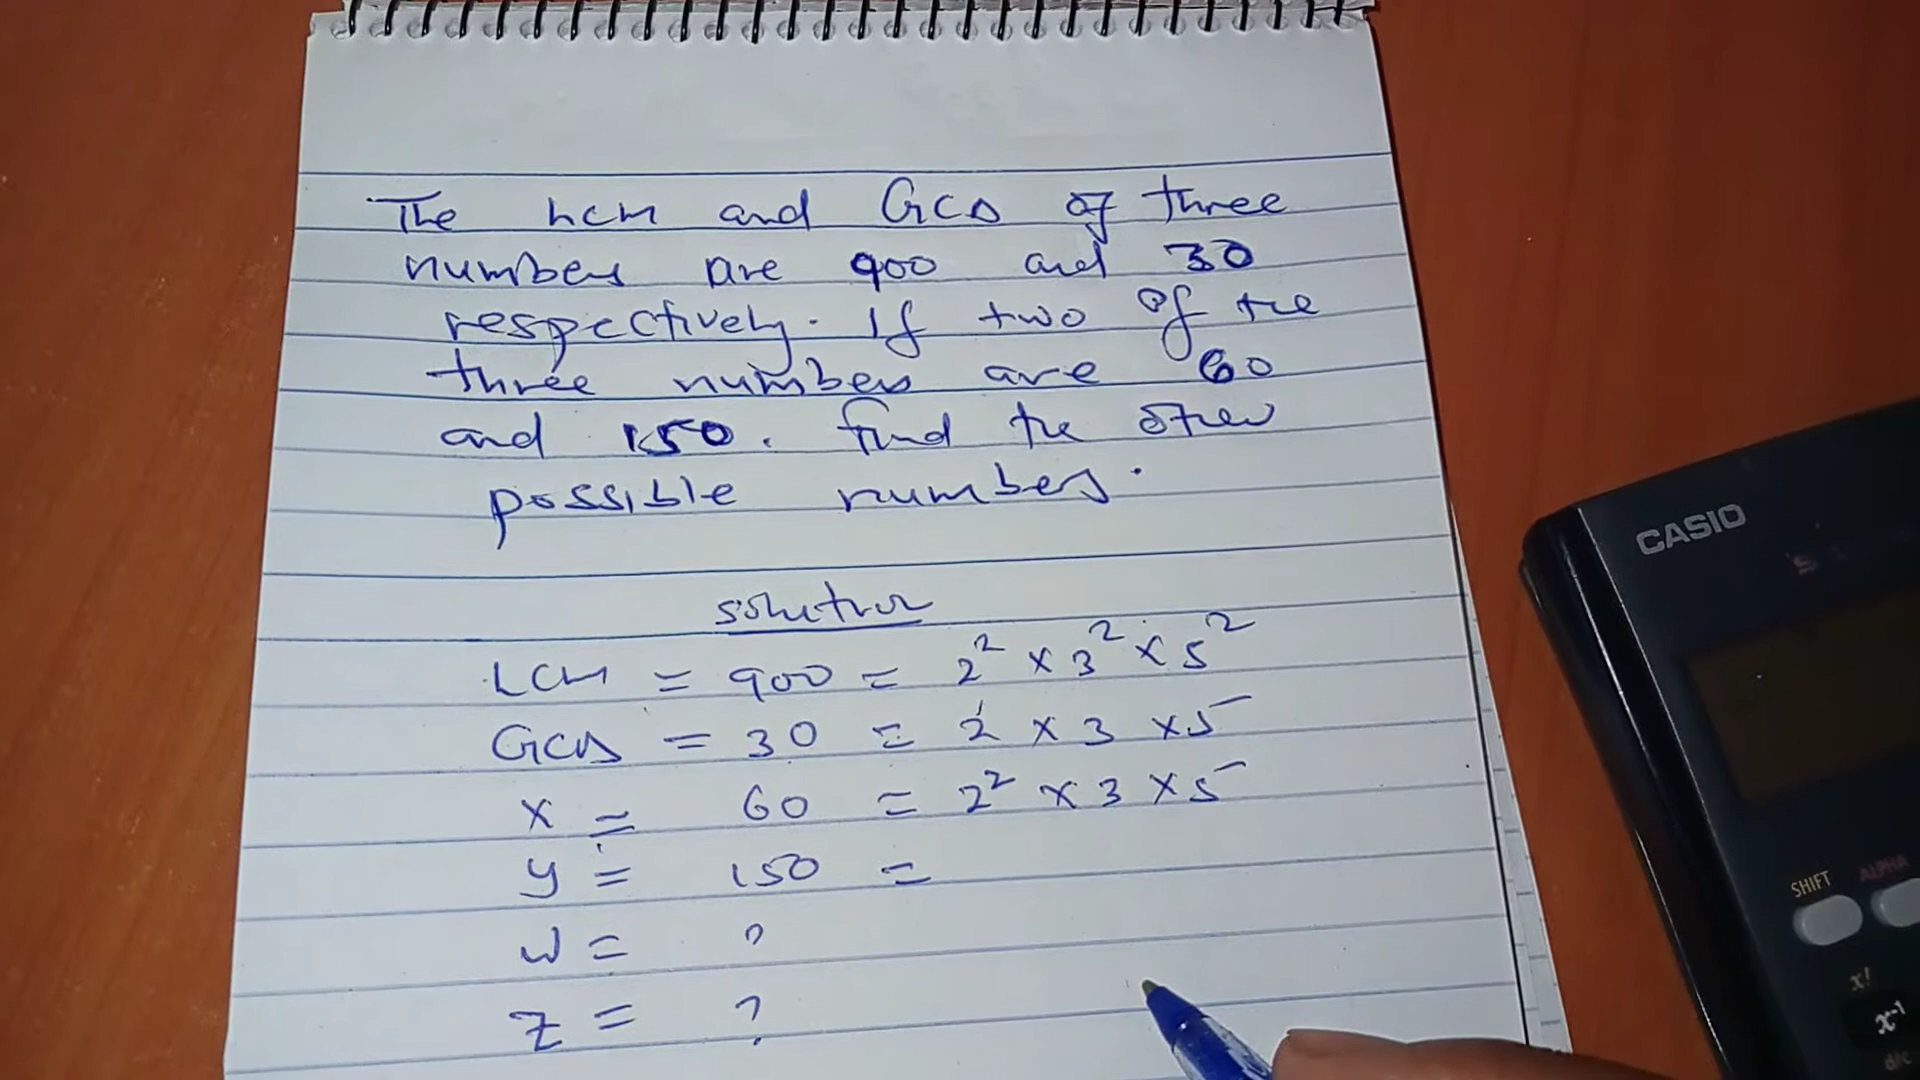 The LCM and GCD of three
numbers are 900 and 30
respectively. If two of the
three numbers are 60
and 150. find the other
possible numbers.
solution
LCM = 900 = 2² × 3² × 5²
GCD = 30 = 2 × 3 × 5
x = 60 = 2² × 3 × 5
y = 150 =
w = ?
z = ?
CASIO
S
SHIFT
ALPHA
x!
x⁻¹
d/c